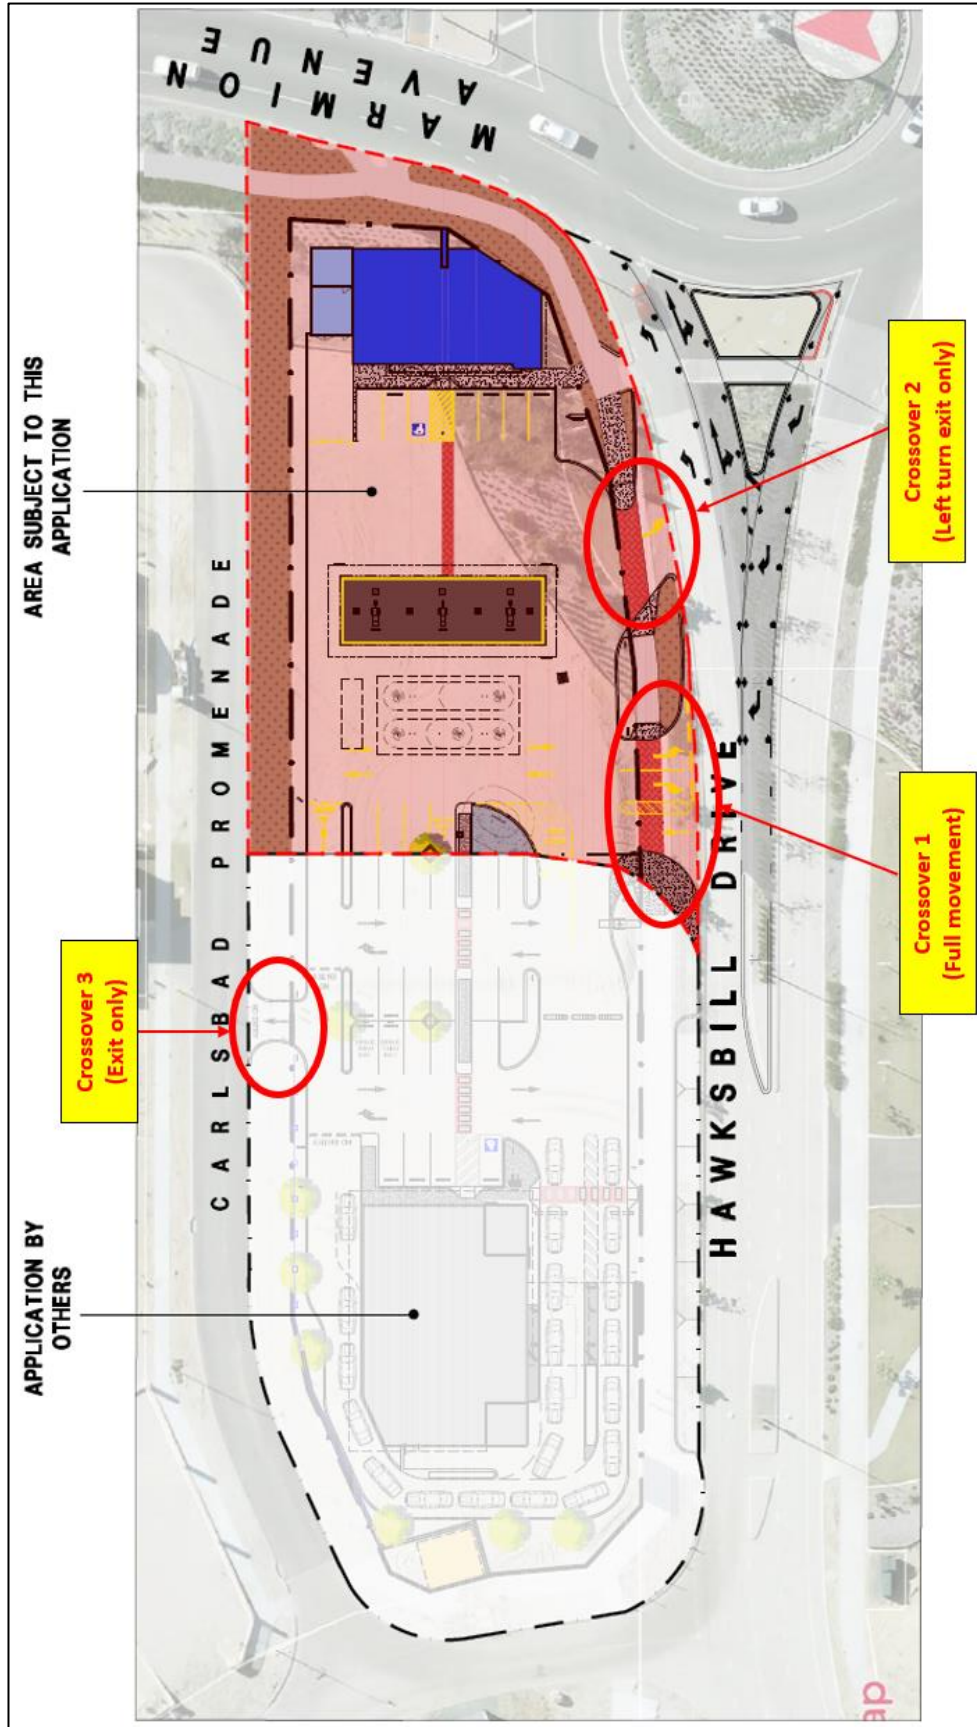 MARMION
AVENUE
AREA SUBJECT TO THIS
APPLICATION
Crossover 2
(Left turn exit only)
CARLSBAD PROMENADE
Crossover 1
(Full movement)
Crossover 3
(Exit only)
HAWKSBILL DRIVE
APPLICATION BY
OTHERS
ap